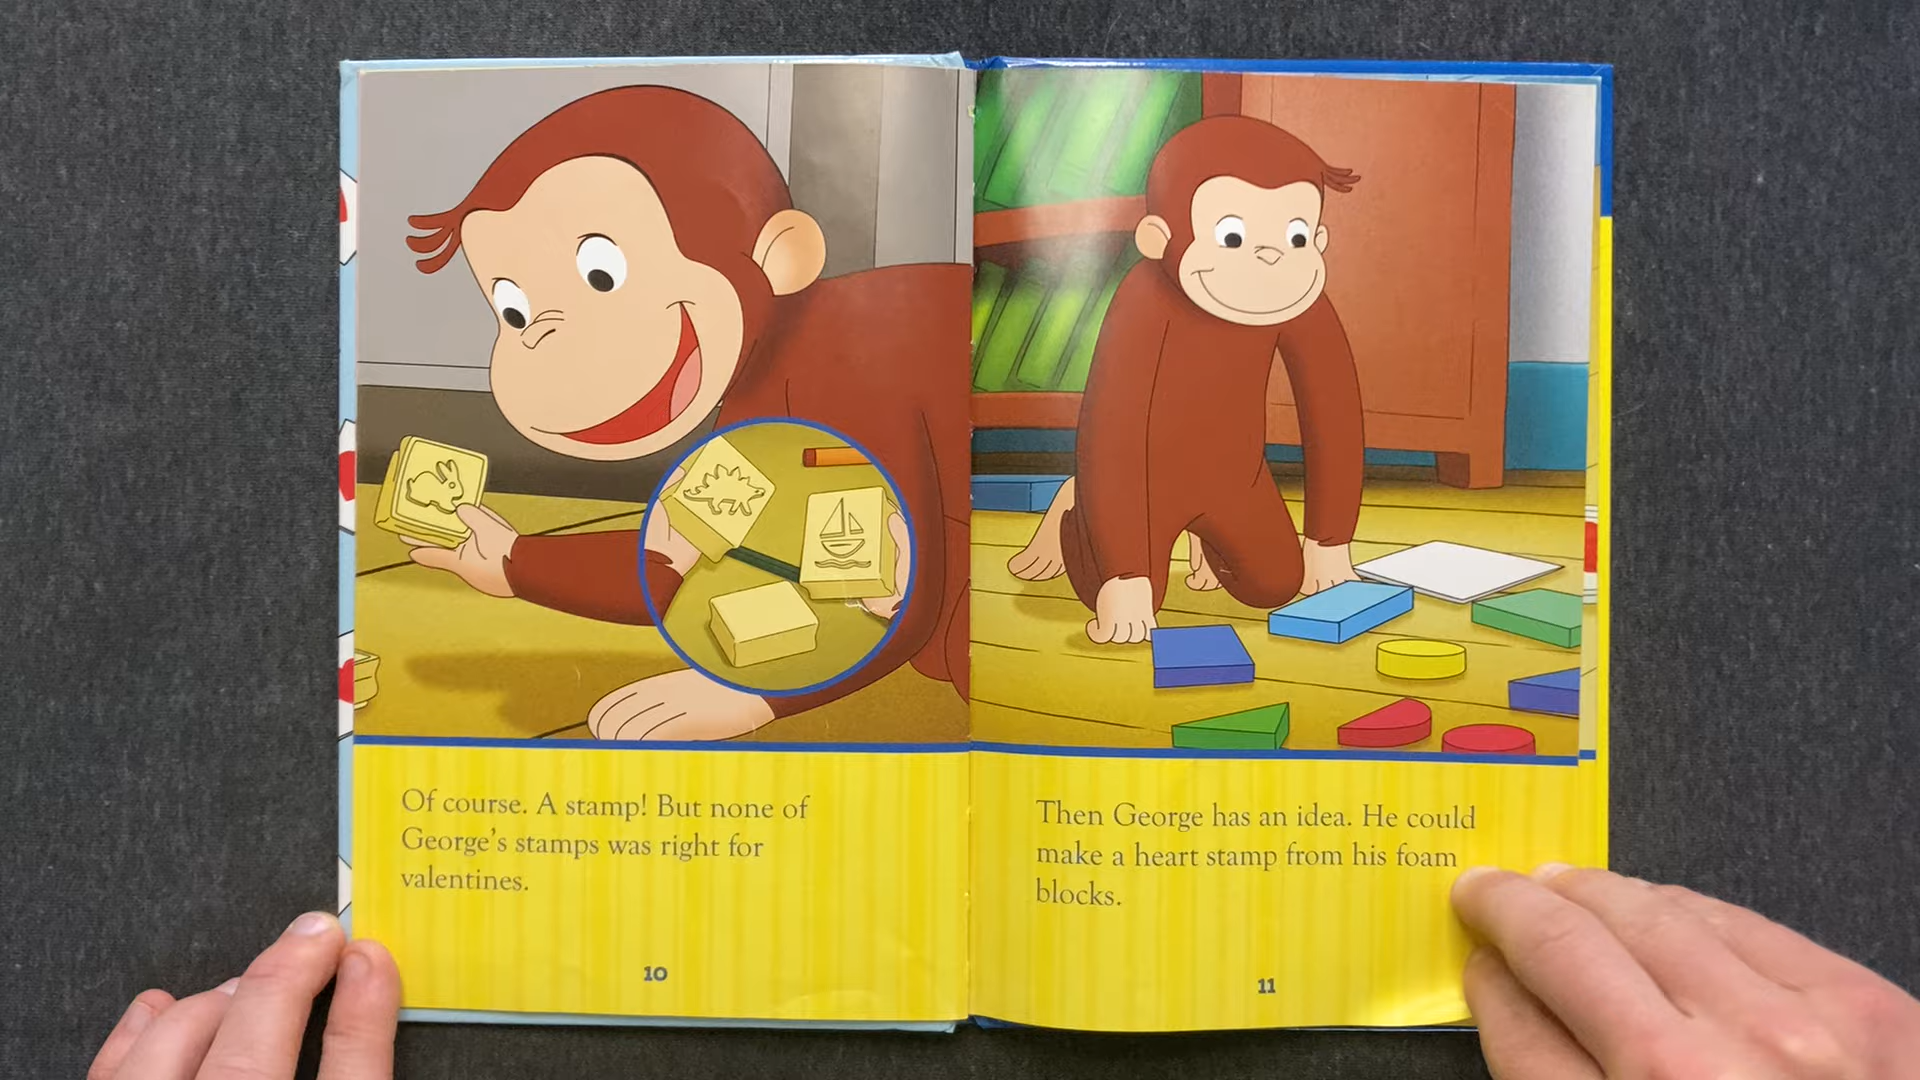 Of course. A stamp! But none of
George's stamps was right for
valentines.
10
Then George has an idea. He could
make a heart stamp from his foam
blocks.
11